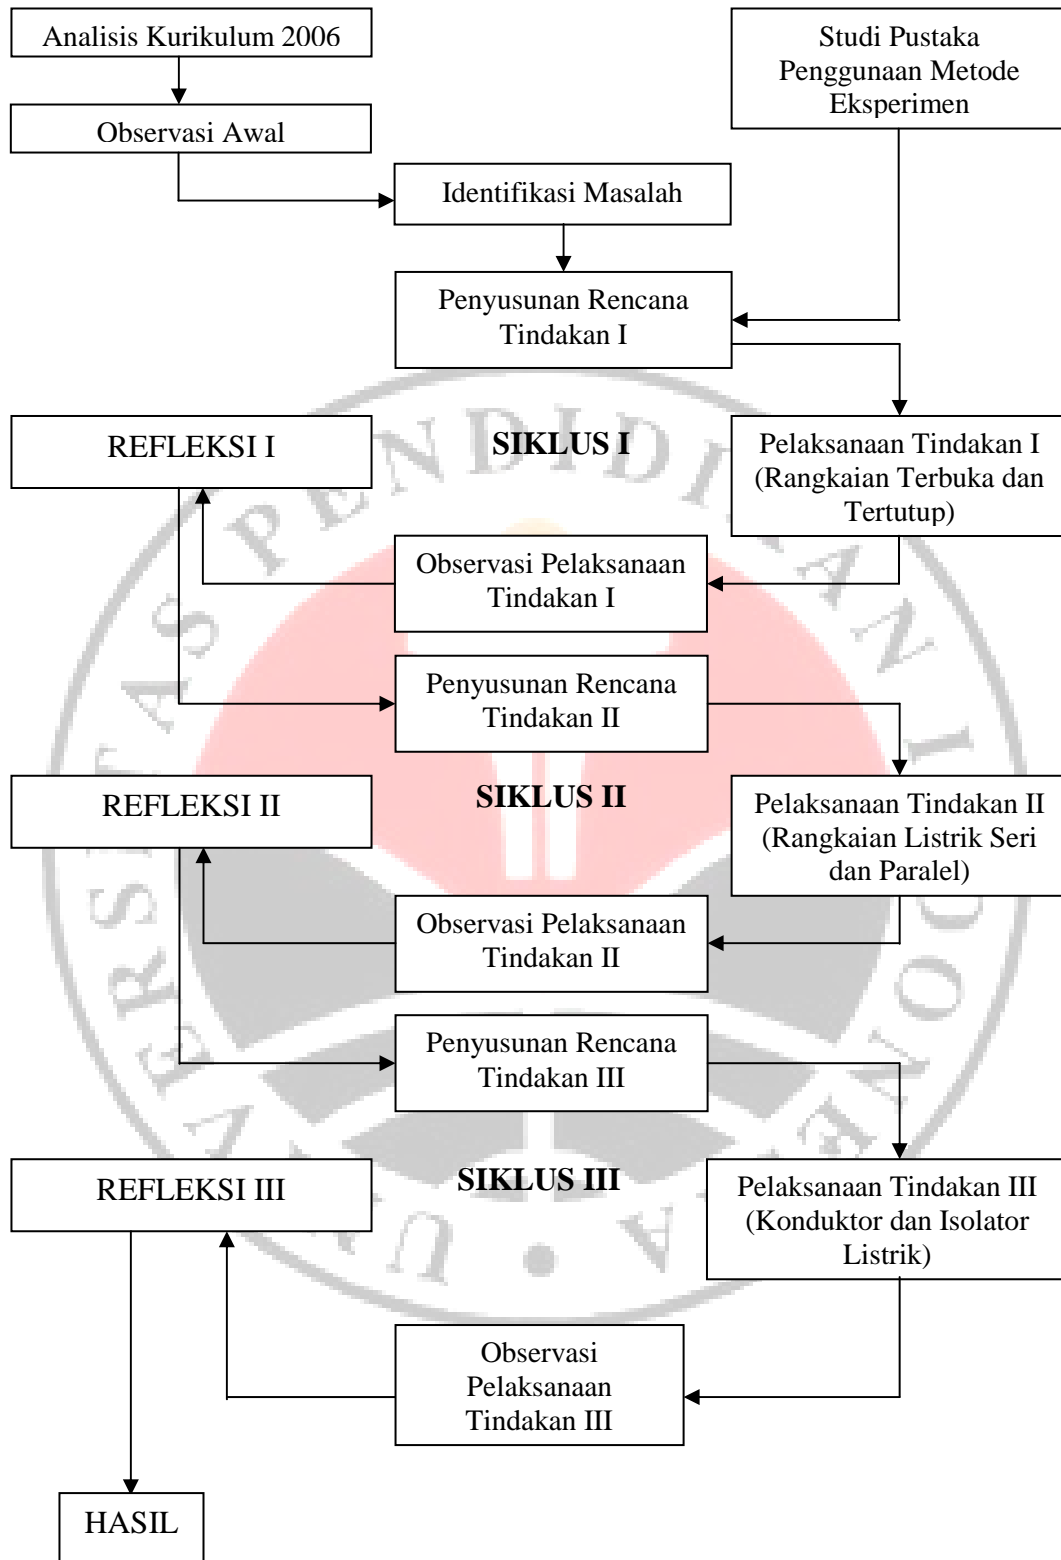 Analisis Kurikulum 2006
Studi Pustaka
Penggunaan Metode
Eksperimen
Observasi Awal
Identifikasi Masalah
Penyusunan Rencana
Tindakan I
REFLEKSI I
SIKLUS I
Pelaksanaan Tindakan I
(Rangkaian Terbuka dan
Tertutup)
Observasi Pelaksanaan
Tindakan I
Penyusunan Rencana
Tindakan II
REFLEKSI II
SIKLUS II
Pelaksanaan Tindakan II
(Rangkaian Listrik Seri
dan Paralel)
Observasi Pelaksanaan
Tindakan II
Penyusunan Rencana
Tindakan III
REFLEKSI III
SIKLUS III
Pelaksanaan Tindakan III
(Konduktor dan Isolator
Listrik)
Observasi
Pelaksanaan
Tindakan III
HASIL